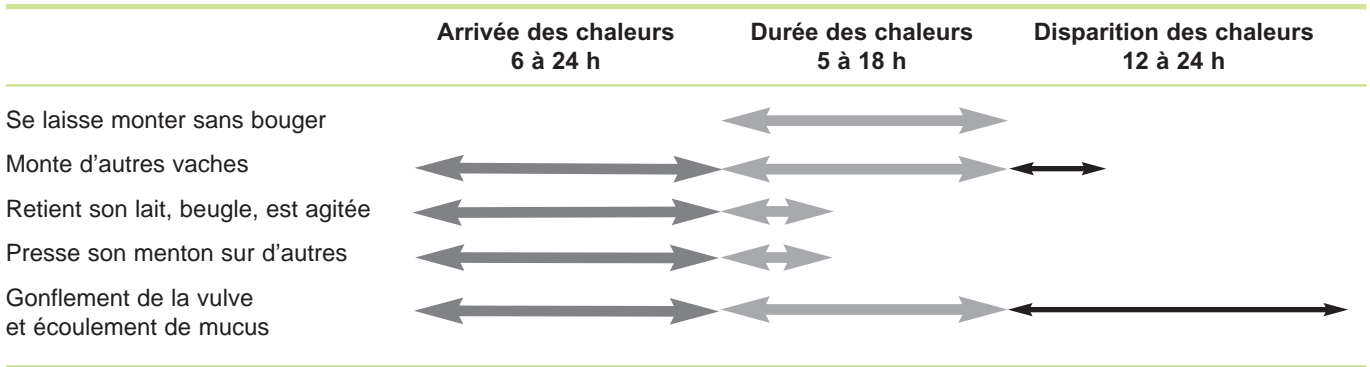 Arrivée des chaleurs Durée des chaleurs Disparition des chaleurs
6 à 24 h 5 à 18 h 12 à 24 h
Se laisse monter sans bouger
Monte d'autres vaches
Retient son lait, beugle, est agitée
Presse son menton sur d'autres
Gonflement de la vulve
et écoulement de mucus